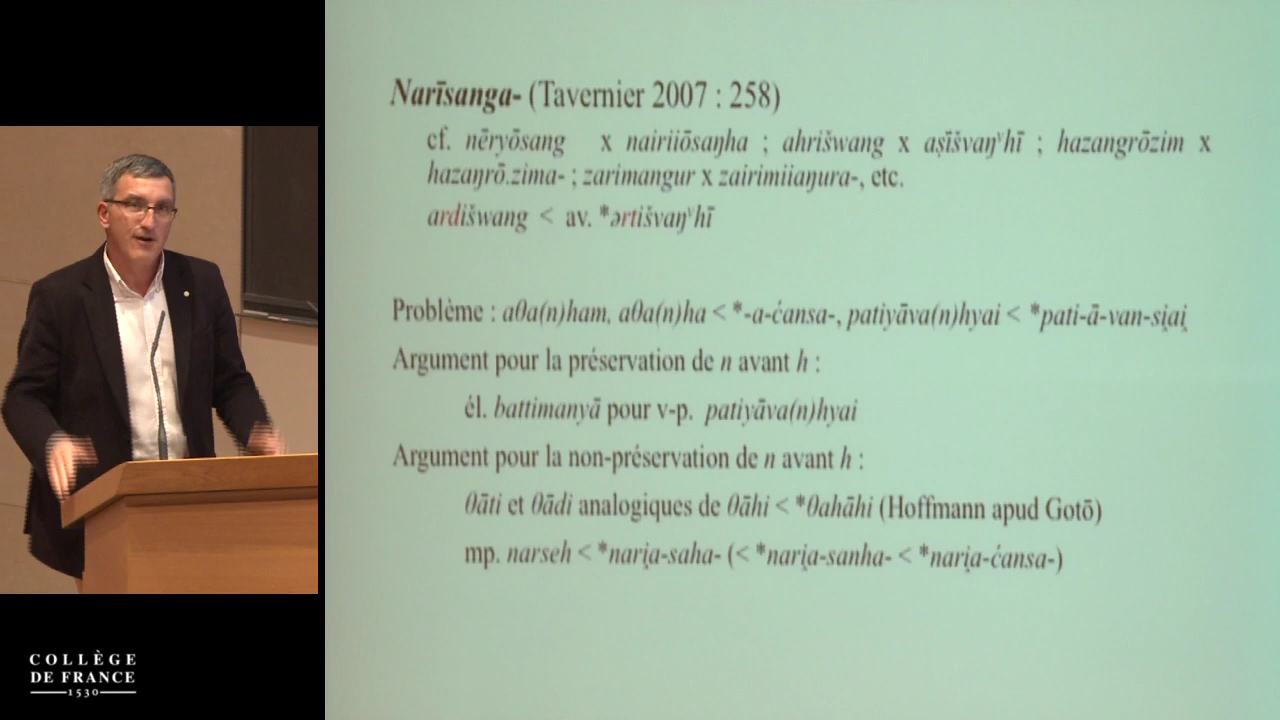 Narīsanga- (Tavernier 2007 : 258)
cf. nēryōsang x nairiiōsaŋha ; ahrišwang x aṣ̌išvaŋᵛhī ; hazangrōzim x
hazaŋrō.zima- ; zarimangur x zairimiiaŋura-, etc.
ardišwang < av. *ərtišvaŋᵛhī
Problème : aθa(n)ham, aθa(n)ha < *-a-ćansa-, patiyāva(n)hyai < *pati-ā-van-si̯ai̯
Argument pour la préservation de n avant h :
él. battimanyā pour v-p. patiyāva(n)hyai
Argument pour la non-préservation de n avant h :
θāti et θādi analogiques de θāhi < *θahāhi (Hoffmann apud Gotō)
mp. narseh < *nari̯a-saha- (< *nari̯a-sanha- < *nari̯a-ćansa-)
COLLÈGE
DE FRANCE
1530